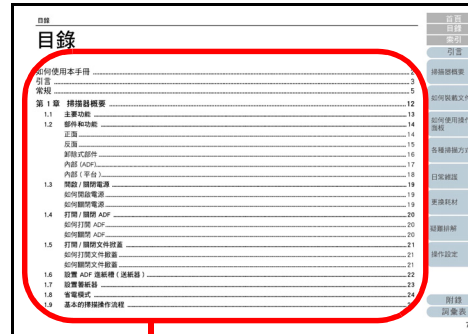 目錄
目錄
如何使用本手冊 2
引言 3
常規 5
第 1 章 掃描器概要 12
1.1 主要功能 13
1.2 部件和功能 14
正面 14
反面 15
卸除式部件 16
內部 (ADF) 17
內部 (平台) 18
1.3 開啟 / 關閉電源 19
如何開啟電源 19
如何關閉電源 19
1.4 打開 / 關閉 ADF 20
如何打開 ADF 20
如何關閉 ADF 20
1.5 打開 / 關閉文件掀蓋 21
如何打開文件掀蓋 21
如何關閉文件掀蓋 21
1.6 設置 ADF 進紙槽 ( 送紙器 ) 22
1.7 設置着紙器 23
1.8 省電模式 24
1.9 基本的掃描操作流程
首頁
目錄
索引
引言
掃描器概要
如何裝載文件
如何使用操作
面板
各種掃描方式
日常維護
更換耗材
疑難排解
操作設定
附錄
詞彙表